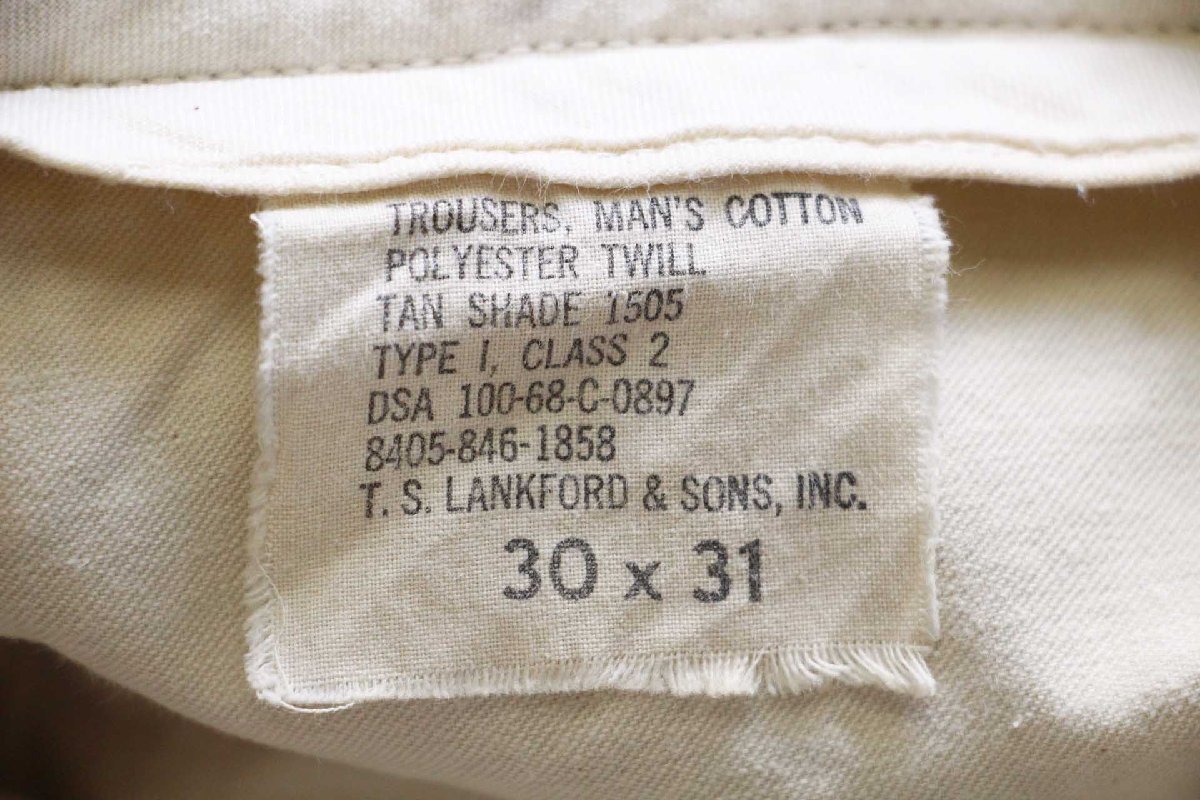 TROUSERS, MAN'S COTTON
POLYESTER TWILL
TAN SHADE 1505
TYPE I, CLASS 2
DSA 100-68-C-0897
8405-846-1858
T. S. LANKFORD & SONS, INC.
30 x 31